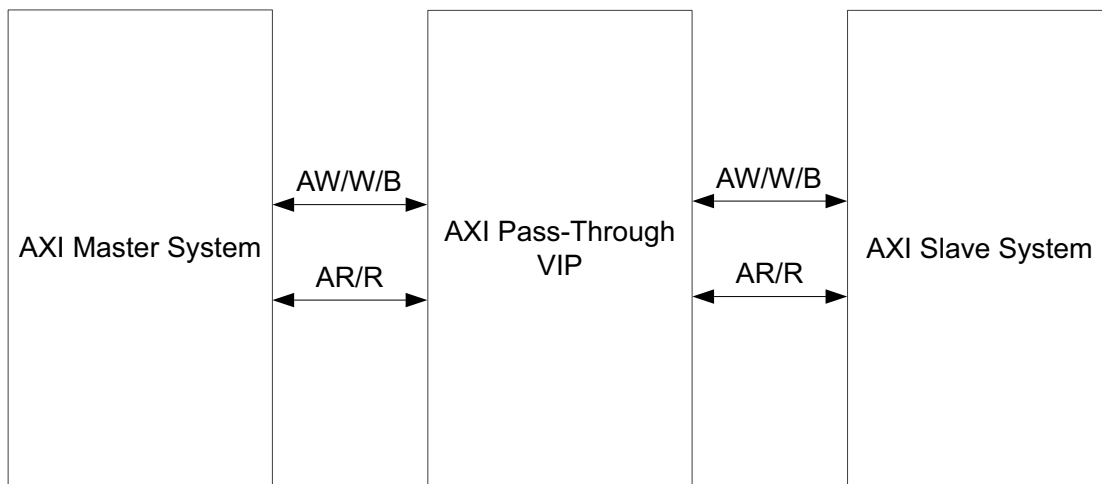 AXI Master System
AW/W/B
AR/R
AXI Pass-Through
VIP
AW/W/B
AR/R
AXI Slave System